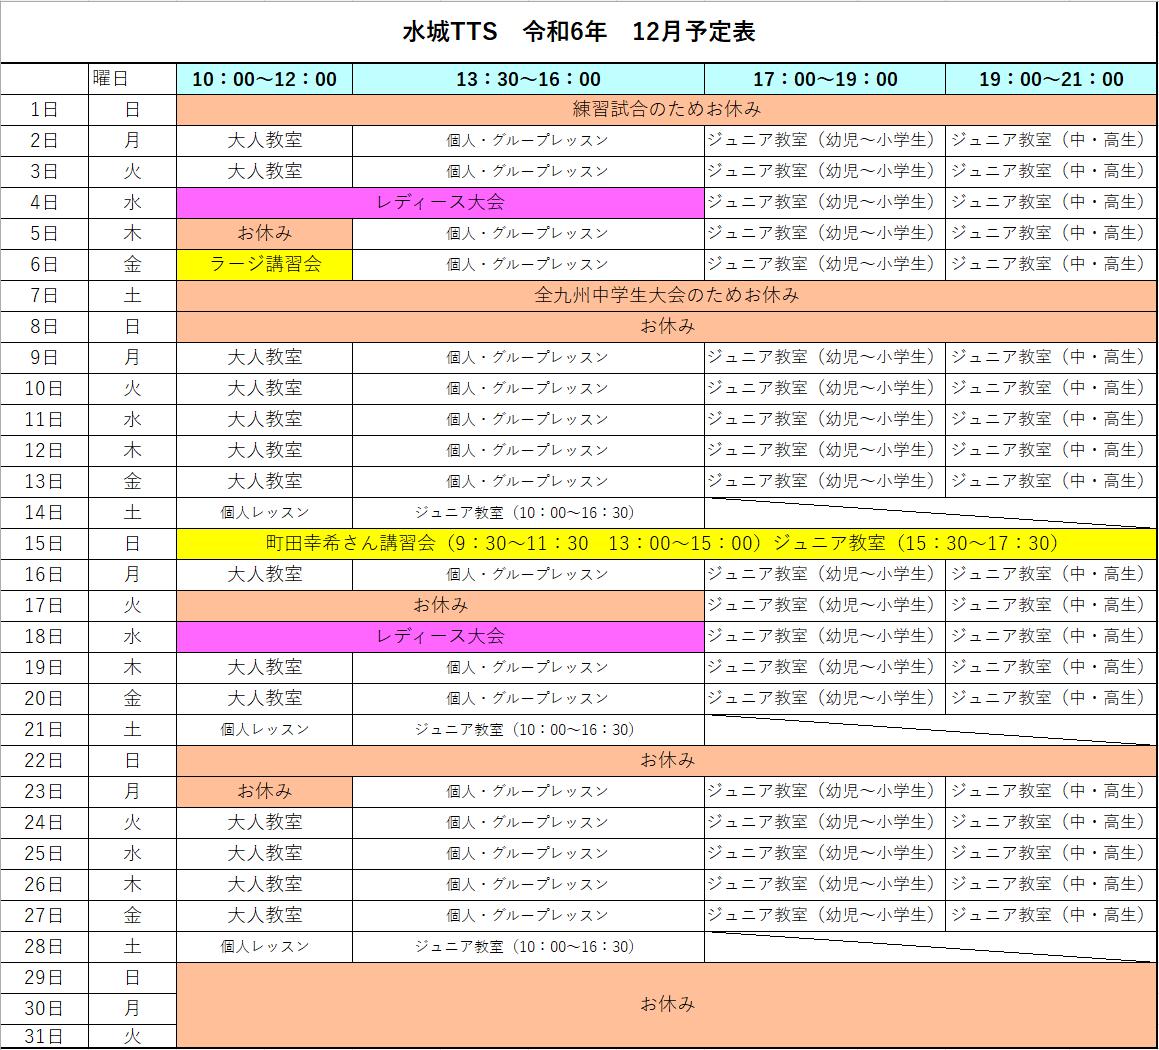 水城TTS　令和6年　12月予定表
曜日 10：00～12：00 13：30～16：00 17：00～19：00 19：00～21：00
1日 日 練習試合のためお休み
2日 月 大人教室 個人・グループレッスン ジュニア教室（幼児～小学生） ジュニア教室（中・高生）
3日 火 大人教室 個人・グループレッスン ジュニア教室（幼児～小学生） ジュニア教室（中・高生）
4日 水 レディース大会 ジュニア教室（幼児～小学生） ジュニア教室（中・高生）
5日 木 お休み 個人・グループレッスン ジュニア教室（幼児～小学生） ジュニア教室（中・高生）
6日 金 ラージ講習会 個人・グループレッスン ジュニア教室（幼児～小学生） ジュニア教室（中・高生）
7日 土 全九州中学生大会のためお休み
8日 日 お休み
9日 月 大人教室 個人・グループレッスン ジュニア教室（幼児～小学生） ジュニア教室（中・高生）
10日 火 大人教室 個人・グループレッスン ジュニア教室（幼児～小学生） ジュニア教室（中・高生）
11日 水 大人教室 個人・グループレッスン ジュニア教室（幼児～小学生） ジュニア教室（中・高生）
12日 木 大人教室 個人・グループレッスン ジュニア教室（幼児～小学生） ジュニア教室（中・高生）
13日 金 大人教室 個人・グループレッスン ジュニア教室（幼児～小学生） ジュニア教室（中・高生）
14日 土 個人レッスン ジュニア教室（10：00～16：30）
15日 日 町田幸希さん講習会（9：30～11：30　13：00～15：00）ジュニア教室（15：30～17：30）
16日 月 大人教室 個人・グループレッスン ジュニア教室（幼児～小学生） ジュニア教室（中・高生）
17日 火 お休み ジュニア教室（幼児～小学生） ジュニア教室（中・高生）
18日 水 レディース大会 ジュニア教室（幼児～小学生） ジュニア教室（中・高生）
19日 木 大人教室 個人・グループレッスン ジュニア教室（幼児～小学生） ジュニア教室（中・高生）
20日 金 大人教室 個人・グループレッスン ジュニア教室（幼児～小学生） ジュニア教室（中・高生）
21日 土 個人レッスン ジュニア教室（10：00～16：30）
22日 日 お休み
23日 月 お休み 個人・グループレッスン ジュニア教室（幼児～小学生） ジュニア教室（中・高生）
24日 火 大人教室 個人・グループレッスン ジュニア教室（幼児～小学生） ジュニア教室（中・高生）
25日 水 大人教室 個人・グループレッスン ジュニア教室（幼児～小学生） ジュニア教室（中・高生）
26日 木 大人教室 個人・グループレッスン ジュニア教室（幼児～小学生） ジュニア教室（中・高生）
27日 金 大人教室 個人・グループレッスン ジュニア教室（幼児～小学生） ジュニア教室（中・高生）
28日 土 個人レッスン ジュニア教室（10：00～16：30）
29日 日
30日 月 お休み
31日 火